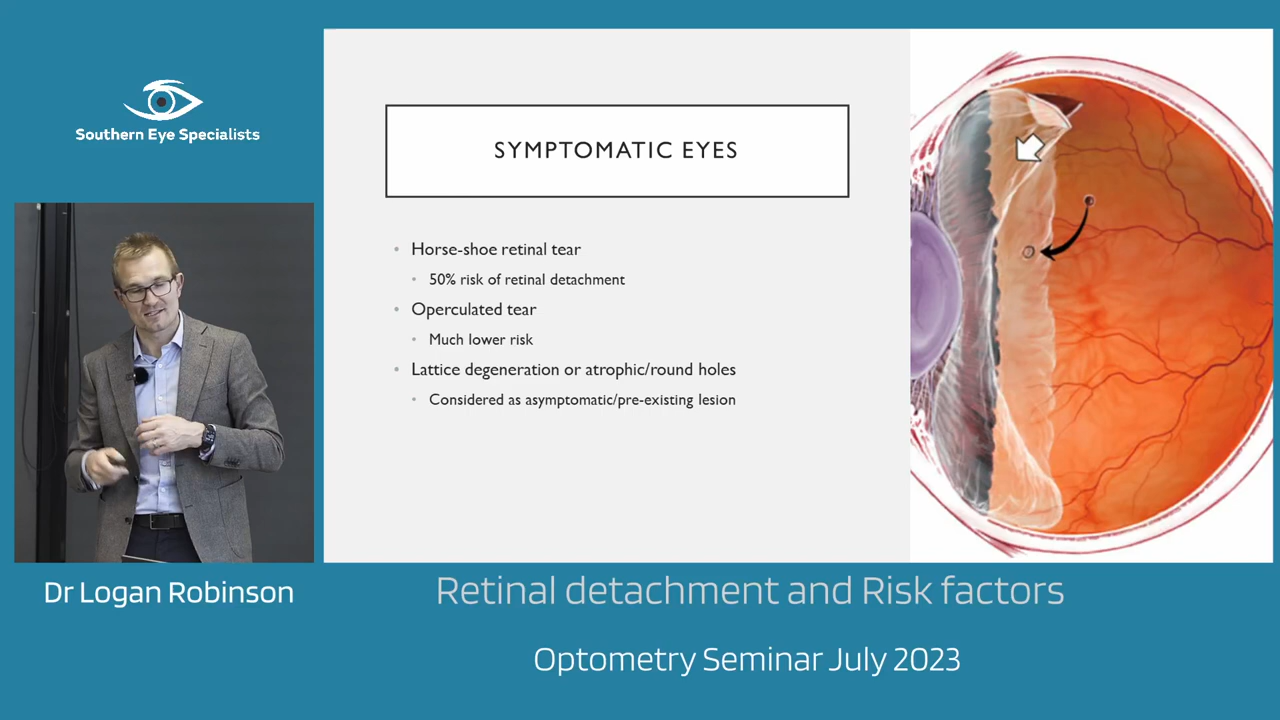 Southern Eye Specialists
SYMPTOMATIC EYES
Horse-shoe retinal tear
50% risk of retinal detachment
Operculated tear
Much lower risk
Lattice degeneration or atrophic/round holes
Considered as asymptomatic/pre-existing lesion
Dr Logan Robinson
Retinal detachment and Risk factors
Optometry Seminar July 2023